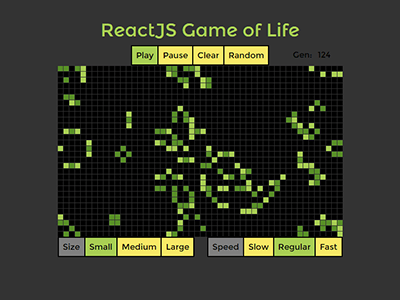 ReactJS Game of Life
Play Pause Clear Random Gen: 124
Size Small Medium Large Speed Slow Regular Fast